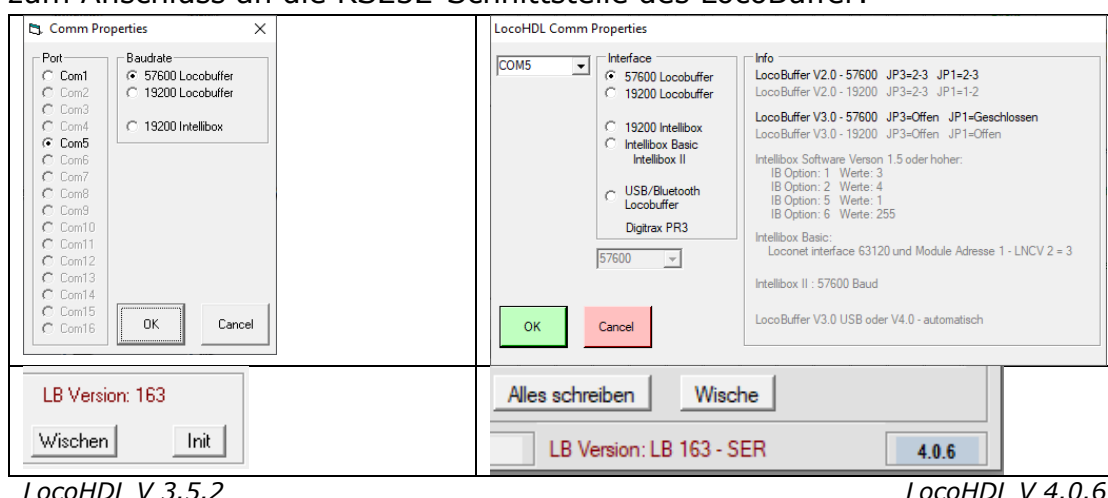 zum Anschluss an die RS232-Schnittstelle des LocoBuffer:
Comm Properties
Port
Com1
Com2
Com3
Com4
Com5
Com6
Com7
Com8
Com9
Com10
Com11
Com12
Com13
Com14
Com15
Com16
Baudrate
57600 Locobuffer
19200 Locobuffer
19200 Intellibox
OK
Cancel
LocoHDL Comm Properties
COM5
Interface
57600 Locobuffer
19200 Locobuffer
19200 Intellibox
Intellibox Basic
Intellibox II
USB/Bluetooth
Locobuffer
Digitrax PR3
57600
OK
Cancel
Info
LocoBuffer V2.0 - 57600 JP3=2-3 JP1=2-3
LocoBuffer V2.0 - 19200 JP3=2-3 JP1=1-2
LocoBuffer V3.0 - 57600 JP3=Offen JP1=Geschlossen
LocoBuffer V3.0 - 19200 JP3=Offen JP1=Offen
Intellibox Software Verson 1.5 oder hoher:
IB Option: 1 Werte: 3
IB Option: 2 Werte: 4
IB Option: 5 Werte: 1
IB Option: 6 Werte: 255
Intellibox Basic:
Loconet interface 63120 und Module Adresse 1 - LNCV 2 = 3
Intellibox II : 57600 Baud
LocoBuffer V3.0 USB oder V4.0 - automatisch
LB Version: 163
Wischen
Init
Alles schreiben
Wische
LB Version: LB 163 - SER
4.0.6
LocoHDL V 3.5.2
LocoHDL V 4.0.6